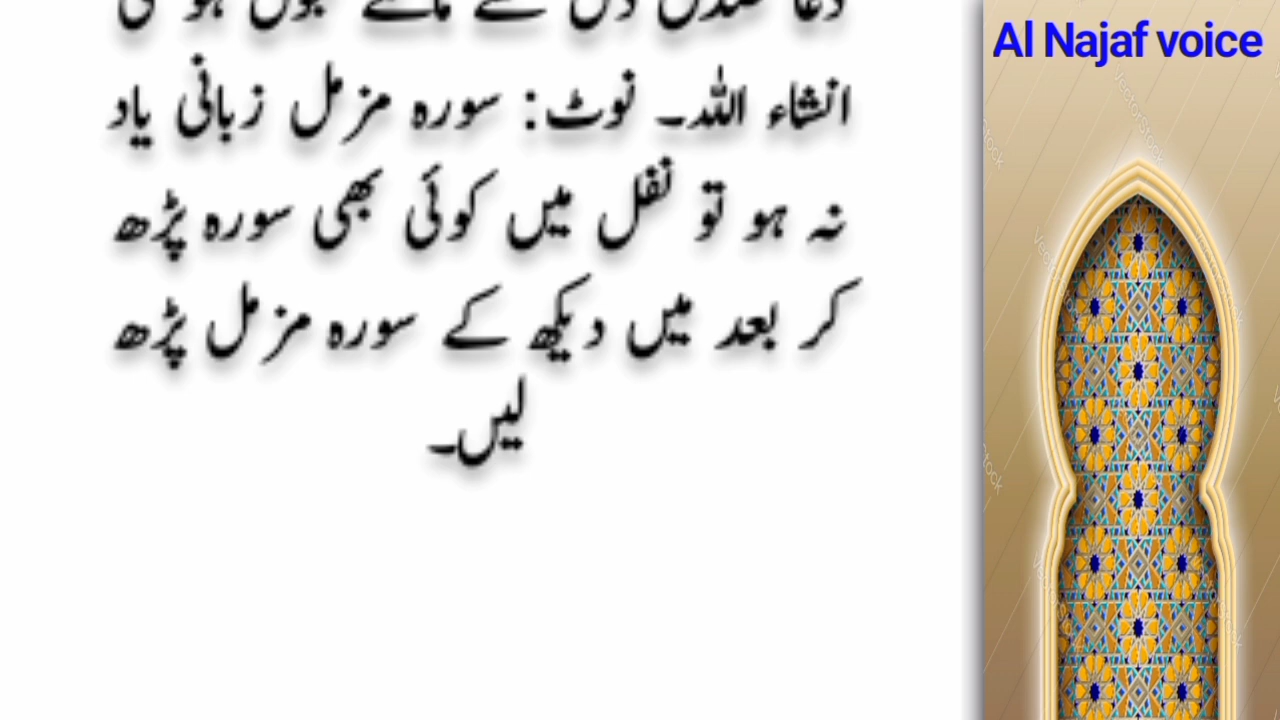 انشاء اللہ۔ نوٹ: سورہ مزمل زبانی یاد
نہ ہو تو نفل میں کوئی بھی سورہ پڑھ
کر بعد میں دیکھ کے سورہ مزمل پڑھ
لیں۔
Al Najaf voice